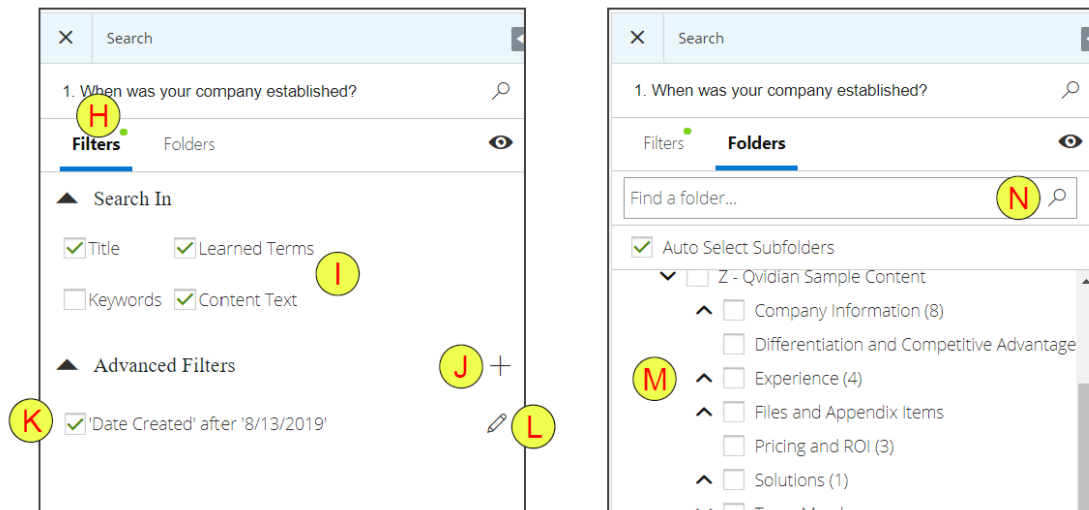 Search
1. When was your company established?
H
Filters
Folders
Search In
Title
Learned Terms
I
Keywords
Content Text
Advanced Filters
J
K
'Date Created' after '8/13/2019'
L
Search
1. When was your company established?
Filters
Folders
Find a folder...
N
Auto Select Subfolders
Z - Qvidian Sample Content
Company Information (8)
Differentiation and Competitive Advantage
M
Experience (4)
Files and Appendix Items
Pricing and ROI (3)
Solutions (1)